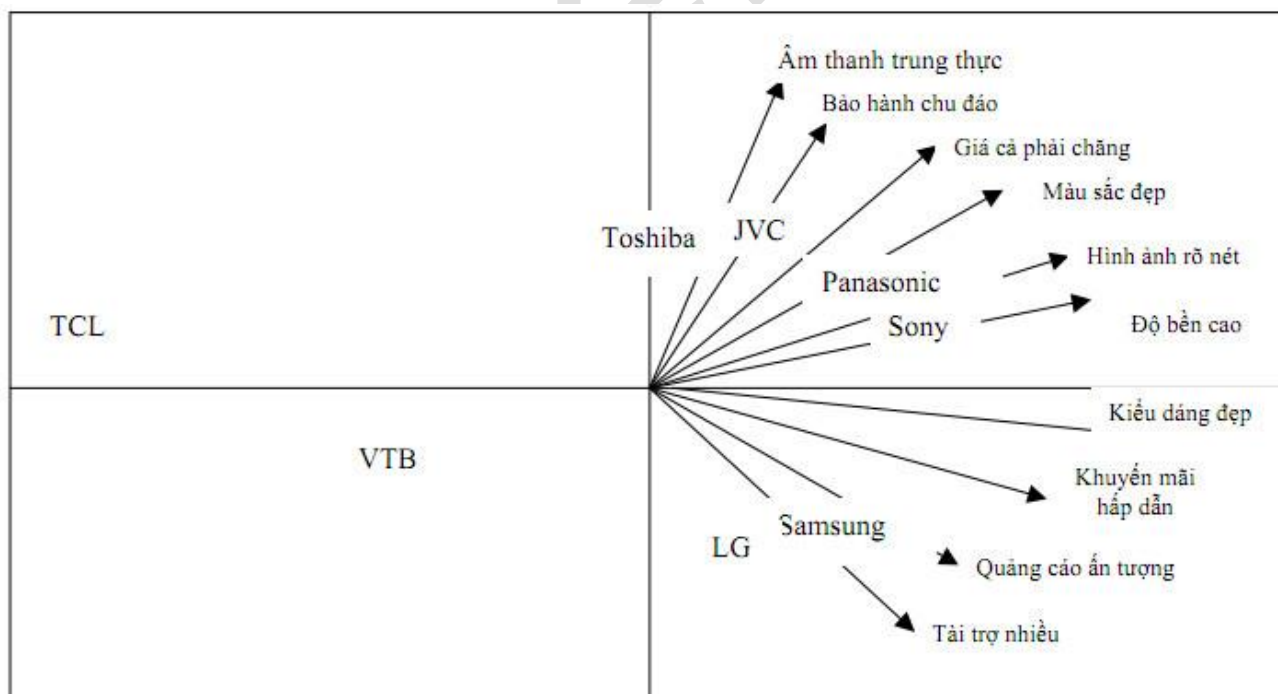 Âm thanh trung thực
Bảo hành chu đáo
Giá cả phải chăng
Màu sắc đẹp
Toshiba
JVC
Hình ảnh rõ nét
Panasonic
TCL
Sony
Độ bền cao
Kiểu dáng đẹp
VTB
Khuyến mãi
hấp dẫn
Samsung
LG
Quảng cáo ấn tượng
Tài trợ nhiều